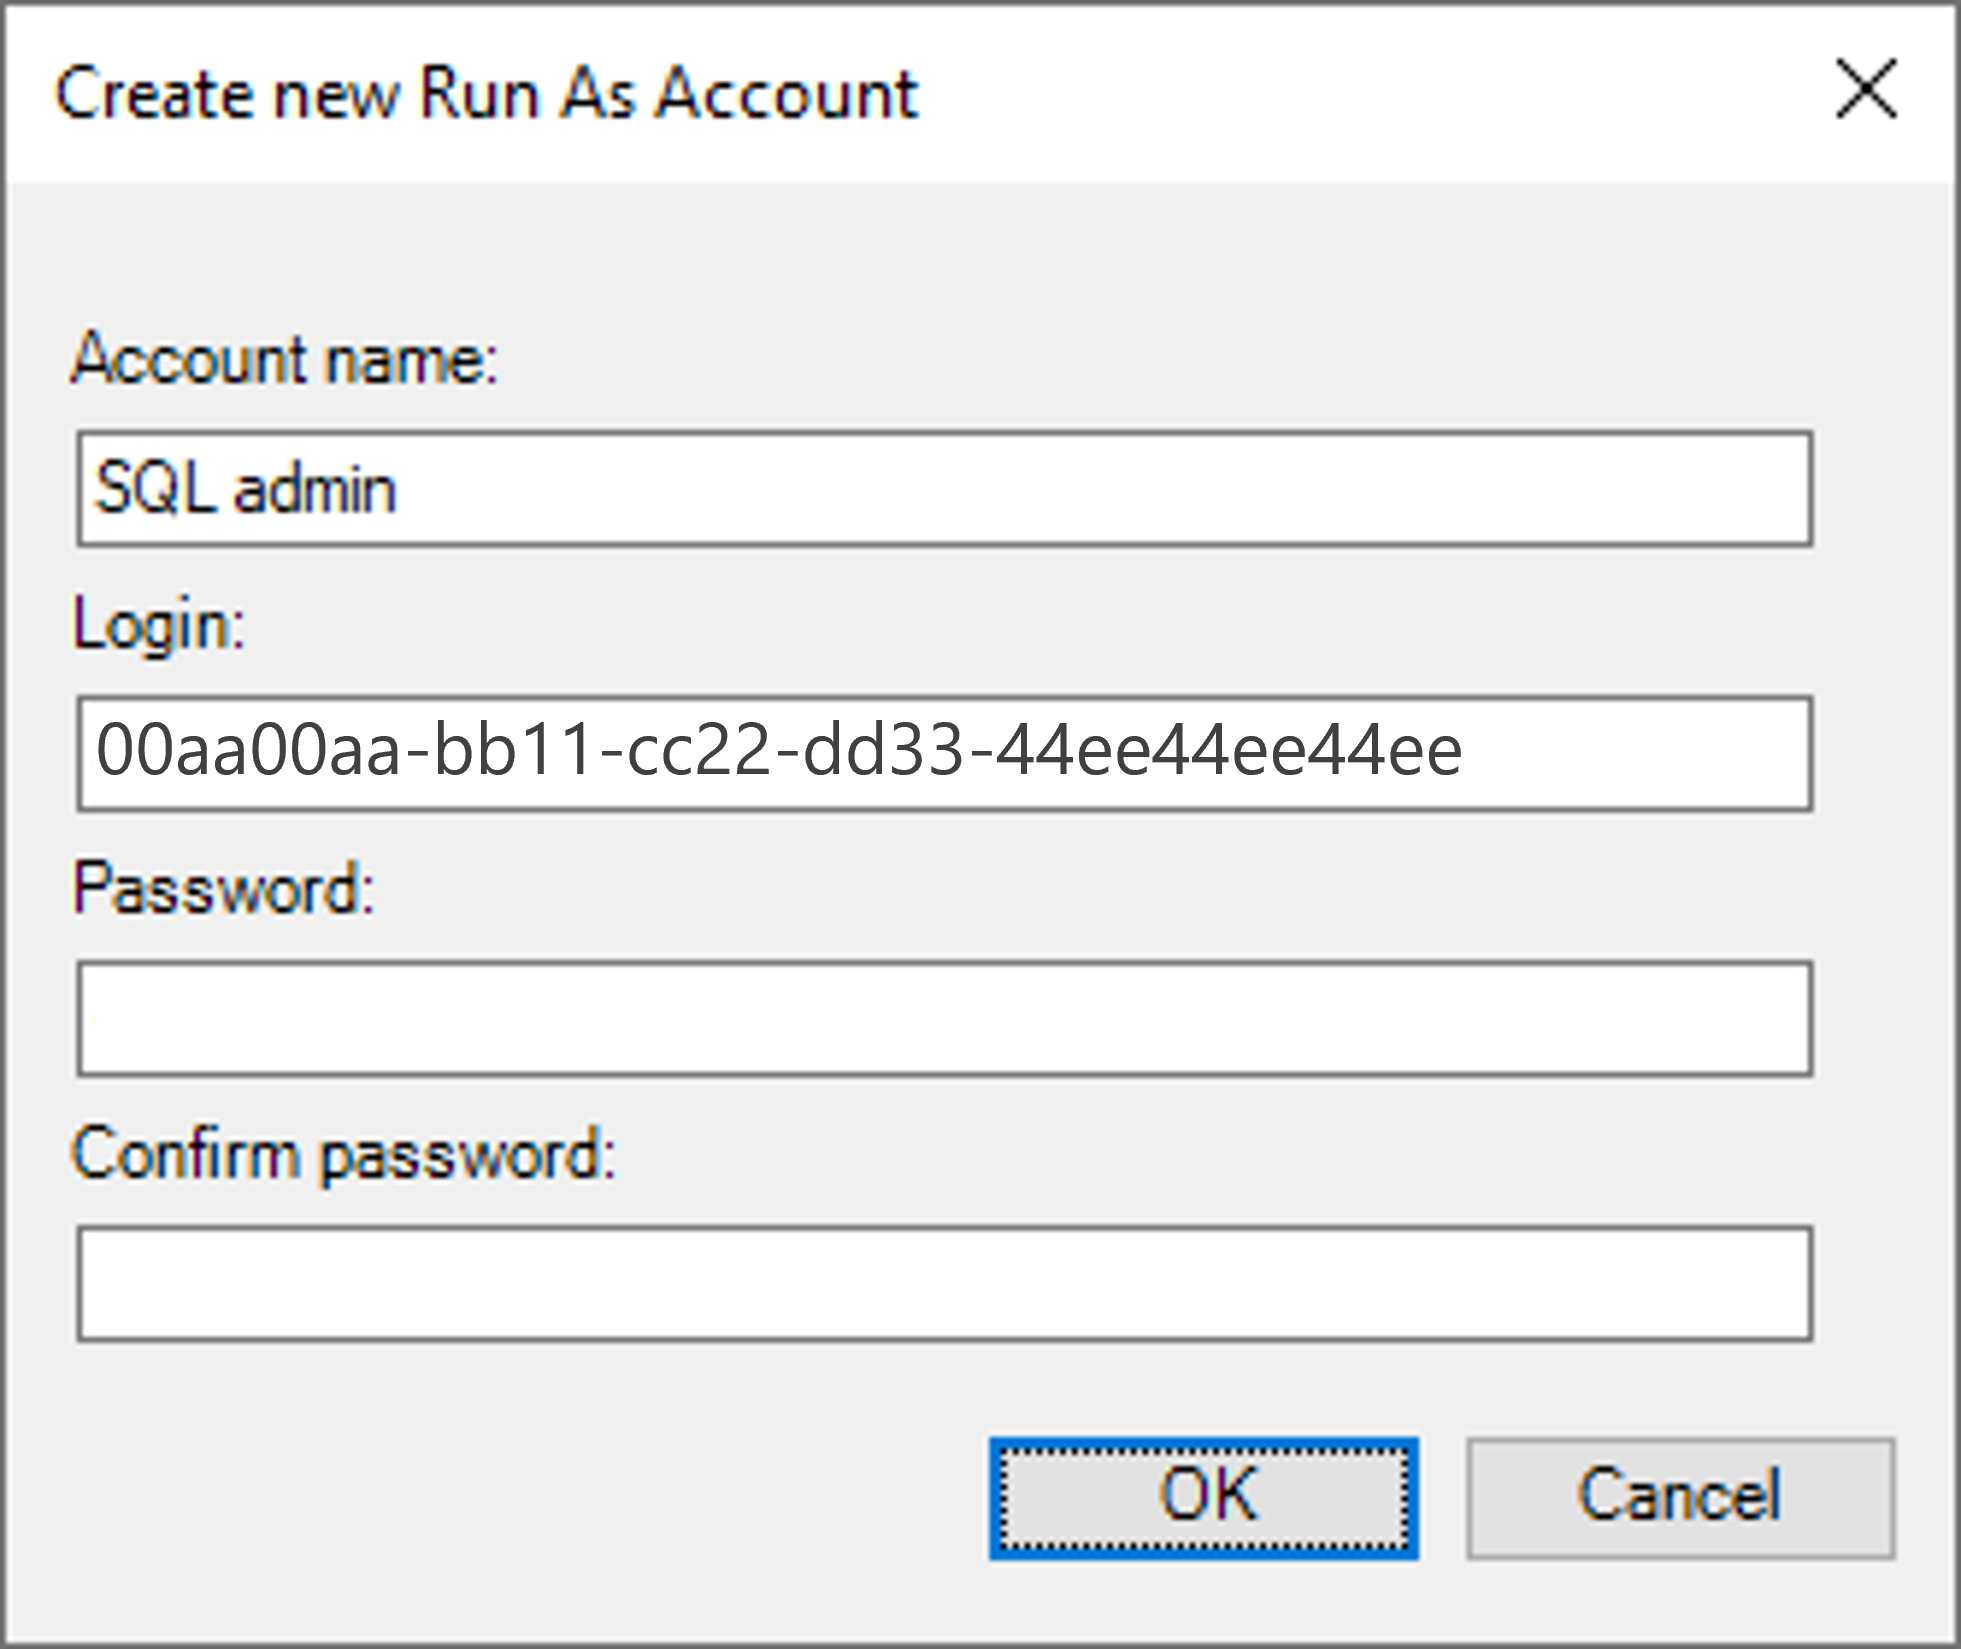 Create new Run As Account
Account name:
SQL admin
Login:
00aa00aa-bb11-cc22-dd33-44ee44ee44ee
Password:
Confirm password:
OK
Cancel